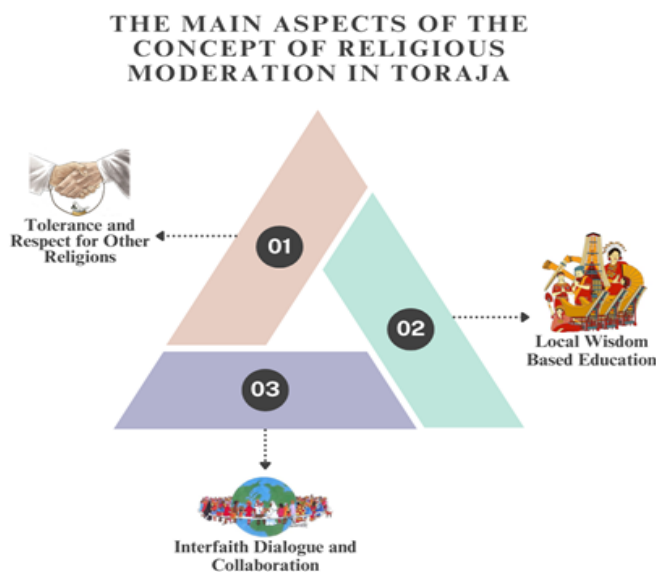 THE MAIN ASPECTS OF THE
CONCEPT OF RELIGIOUS
MODERATION IN TORAJA
Tolerance and
Respect for Other
Religions
01
02
Local Wisdom
Based Education
03
Interfaith Dialogue and
Collaboration